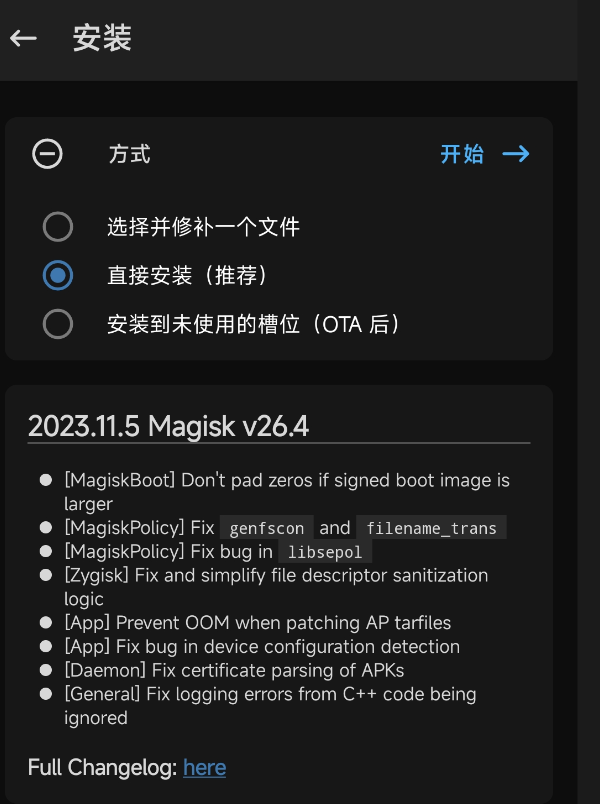 安装
方式
开始
选择并修补一个文件
直接安装（推荐）
安装到未使用的槽位（OTA 后）
2023.11.5 Magisk v26.4
[MagiskBoot] Don't pad zeros if signed boot image is
larger
[MagiskPolicy] Fix genfscon and filename_trans
[MagiskPolicy] Fix bug in libsepol
[Zygisk] Fix and simplify file descriptor sanitization
logic
[App] Prevent OOM when patching AP tarfiles
[App] Fix bug in device configuration detection
[Daemon] Fix certificate parsing of APKs
[General] Fix logging errors from C++ code being
ignored
Full Changelog: here